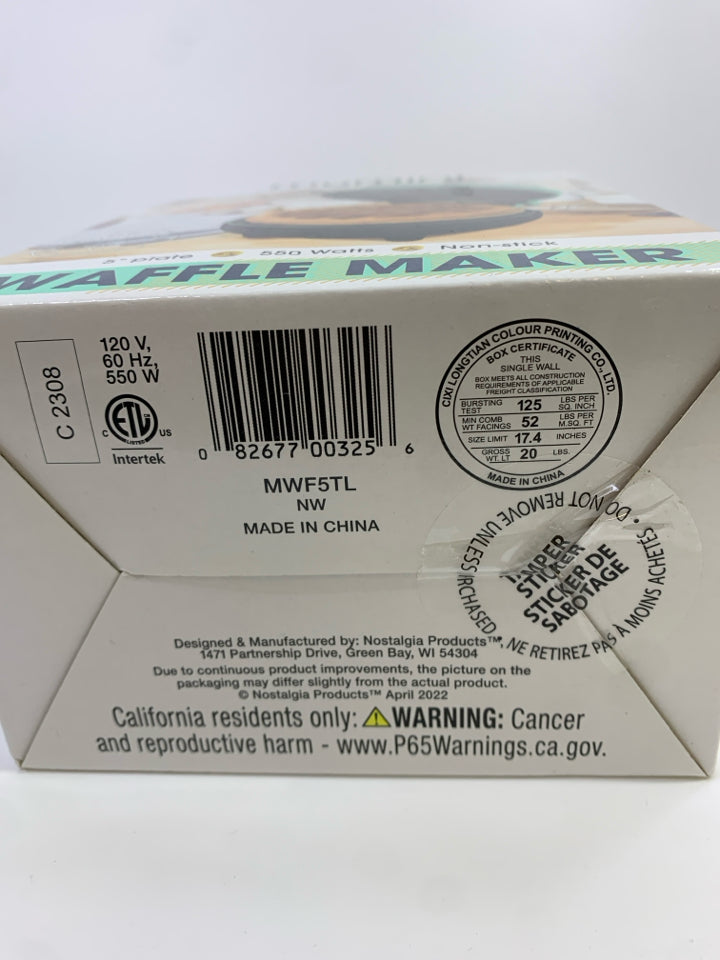 5" plate 550 Watts Non-stick
WAFFLE MAKER
C 2308
120 V,
60 Hz,
550 W
ETL
LISTED
C US
Intertek
0 82677 00325 6
MWF5TL
NW
MADE IN CHINA
CIXI LONGTIAN COLOUR PRINTING CO., LTD.
BOX CERTIFICATE
THIS
SINGLE WALL
BOX MEETS ALL CONSTRUCTION
REQUIREMENTS OF APPLICABLE
FREIGHT CLASSIFICATION
BURSTING TEST 125 LBS PER SQ. INCH
MIN COMB WT FACINGS 52 LBS PER M.SQ. FT
SIZE LIMIT 17.4 INCHES
GROSS WT. LT 20 LBS.
MADE IN CHINA
DO NOT REMOVE UNLESS
RCHASED
NE RETIREZ PAS À MOINS ACHETÉS •
STICKER
STICKER DE
SABOTAGE
Designed & Manufactured by: Nostalgia Products™,
1471 Partnership Drive, Green Bay, WI 54304
Due to continuous product improvements, the picture on the
packaging may differ slightly from the actual product.
© Nostalgia Products™ April 2022
California residents only: ⚠WARNING: Cancer
and reproductive harm - www.P65Warnings.ca.gov.